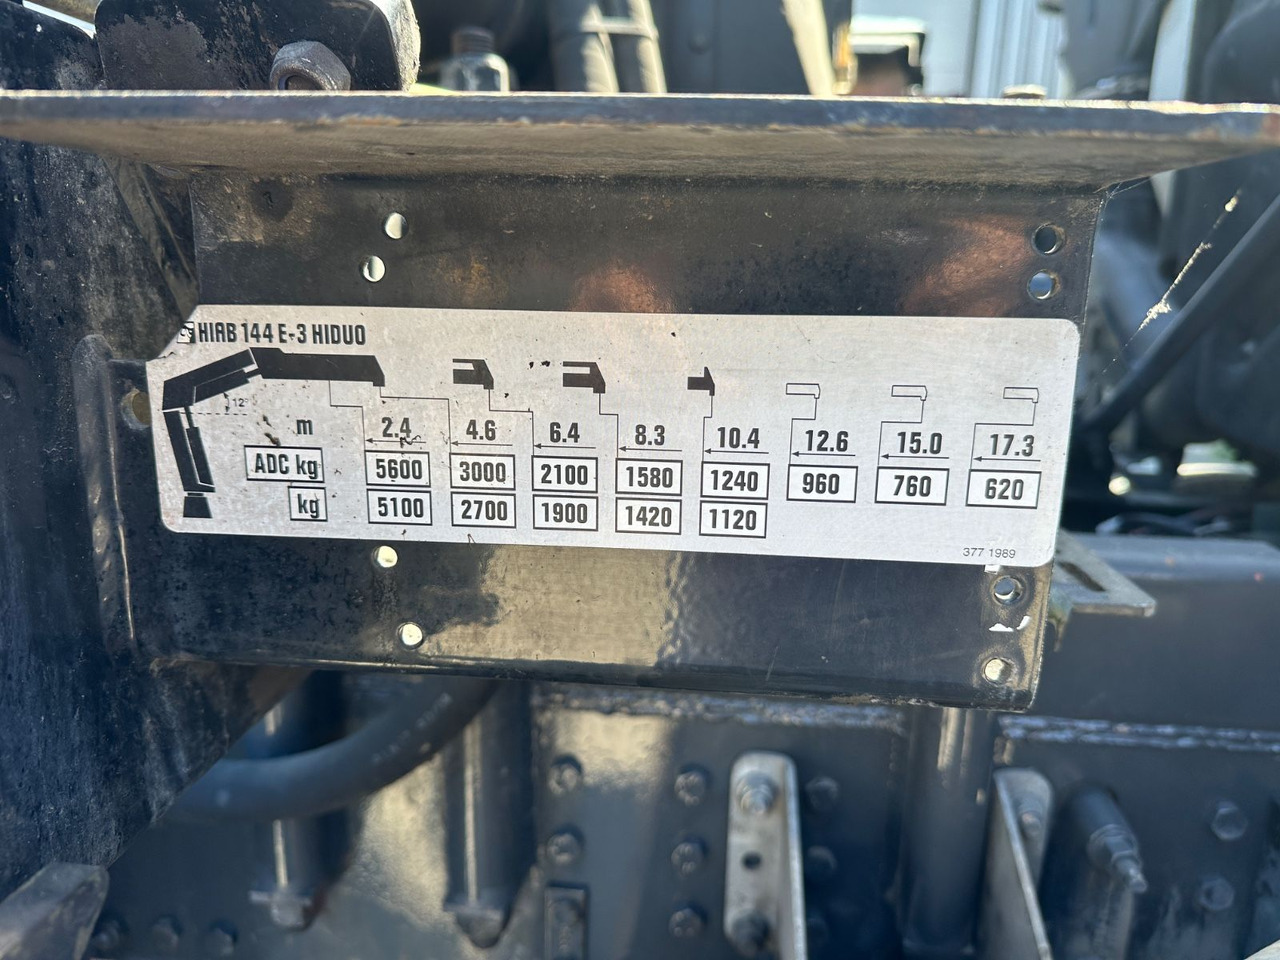 HIAB 144 E-3 HIDUO
12°
m 2.4 4.6 6.4 8.3 10.4 12.6 15.0 17.3
ADC kg 5600 3000 2100 1580 1240 960 760 620
kg 5100 2700 1900 1420 1120
377 1989